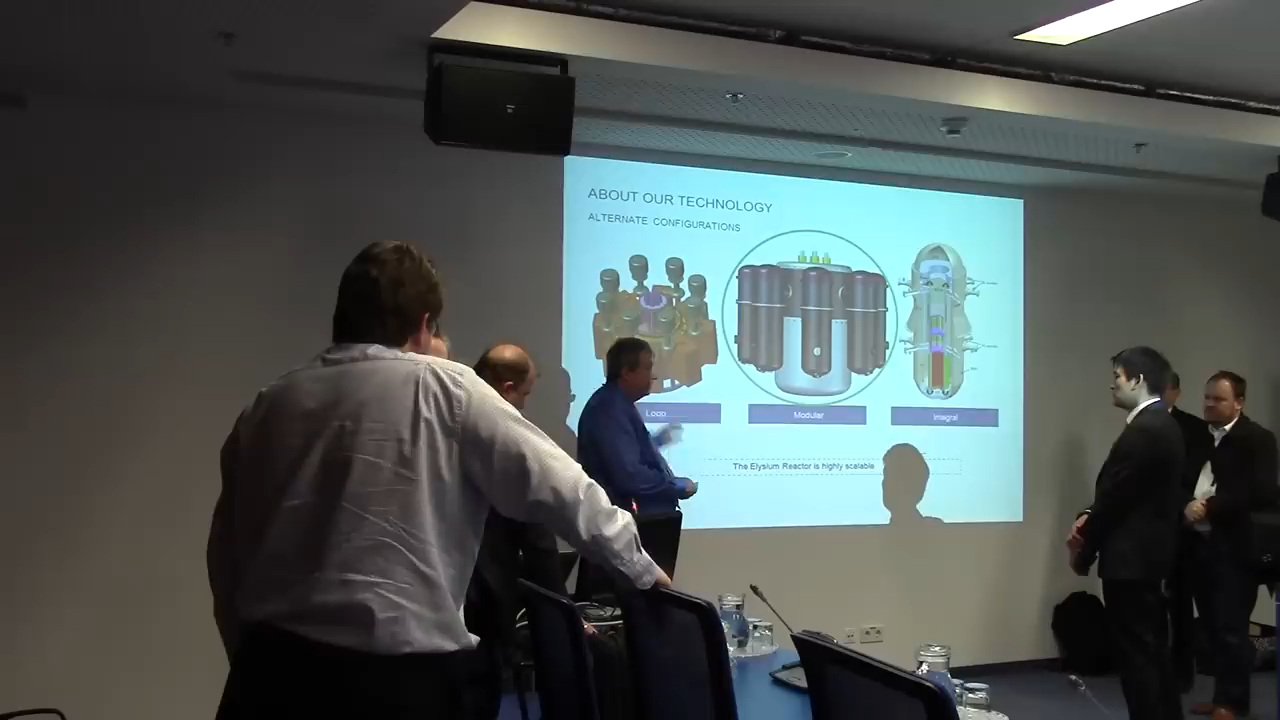 ABOUT OUR TECHNOLOGY
ALTERNATE CONFIGURATIONS
Loop
Modular
Integral
The Elysium Reactor is highly scalable